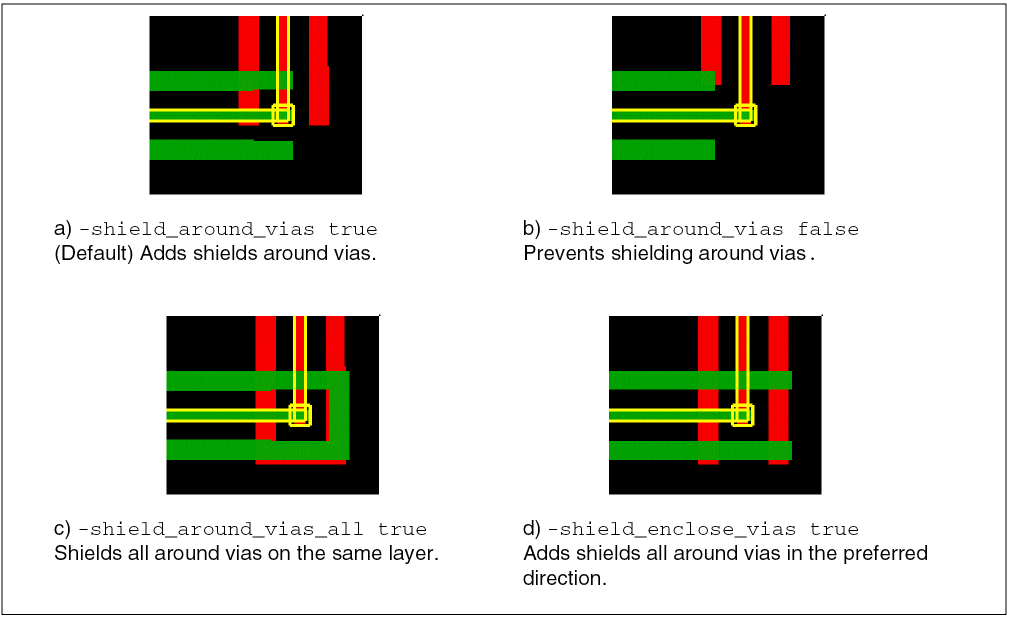 a) -shield_around_vias true
(Default) Adds shields around vias.
b) -shield_around_vias false
Prevents shielding around vias.
c) -shield_around_vias_all true
Shields all around vias on the same layer.
d) -shield_enclose_vias true
Adds shields all around vias in the preferred
direction.